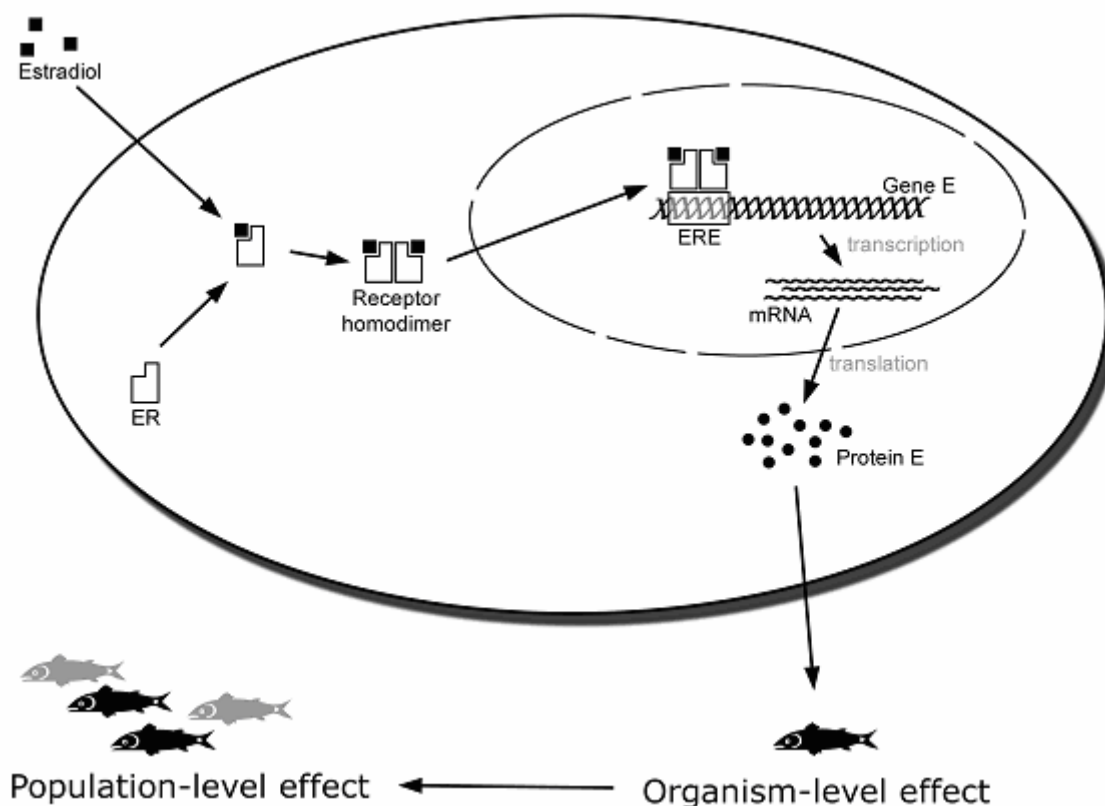 Estradiol
Gene E
ERE
transcription
Receptor
homodimer
mRNA
translation
ER
Protein E
Population-level effect
Organism-level effect